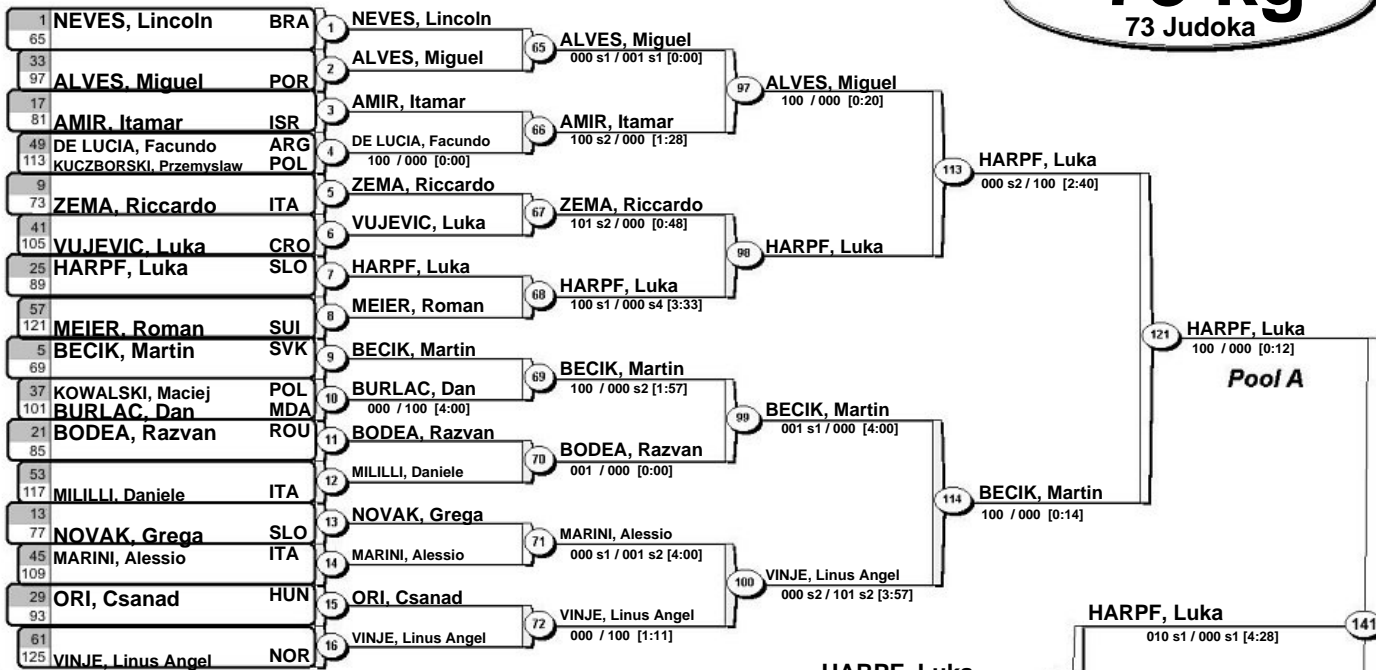 73 Judoka
1 NEVES, Lincoln BRA
65
33
97 ALVES, Miguel POR
17
81 AMIR, Itamar ISR
49 DE LUCIA, Facundo ARG
113 KUCZBORSKI, Przemyslaw POL
9
73 ZEMA, Riccardo ITA
41
105 VUJEVIC, Luka CRO
25 HARPF, Luka SLO
89
57
121 MEIER, Roman SUI
5 BECIK, Martin SVK
69
37 KOWALSKI, Maciej POL
101 BURLAC, Dan MDA
21 BODEA, Razvan ROU
85
53
117 MILILLI, Daniele ITA
13
77 NOVAK, Grega SLO
45 MARINI, Alessio ITA
109
29 ORI, Csanad HUN
93
61
125 VINJE, Linus Angel NOR
1 NEVES, Lincoln
2 ALVES, Miguel
3 AMIR, Itamar
4 DE LUCIA, Facundo
100 / 000 [0:00]
5 ZEMA, Riccardo
6 VUJEVIC, Luka
7 HARPF, Luka
8 MEIER, Roman
9 BECIK, Martin
10 BURLAC, Dan
000 / 100 [4:00]
11 BODEA, Razvan
12 MILILLI, Daniele
13 NOVAK, Grega
14 MARINI, Alessio
15 ORI, Csanad
16 VINJE, Linus Angel
65 ALVES, Miguel
000 s1 / 001 s1 [0:00]
66 AMIR, Itamar
100 s2 / 000 [1:28]
67 ZEMA, Riccardo
101 s2 / 000 [0:48]
68 HARPF, Luka
100 s1 / 000 s4 [3:33]
69 BECIK, Martin
100 / 000 s2 [1:57]
70 BODEA, Razvan
001 / 000 [0:00]
71 MARINI, Alessio
000 s1 / 001 s2 [4:00]
72 VINJE, Linus Angel
000 / 100 [1:11]
97 ALVES, Miguel
100 / 000 [0:20]
98 HARPF, Luka
99 BECIK, Martin
001 s1 / 000 [4:00]
100 VINJE, Linus Angel
000 s2 / 101 s2 [3:57]
113 HARPF, Luka
000 s2 / 100 [2:40]
114 BECIK, Martin
100 / 000 [0:14]
121 HARPF, Luka
100 / 000 [0:12]
Pool A
HARPF, Luka 141
010 s1 / 000 s1 [4:28]